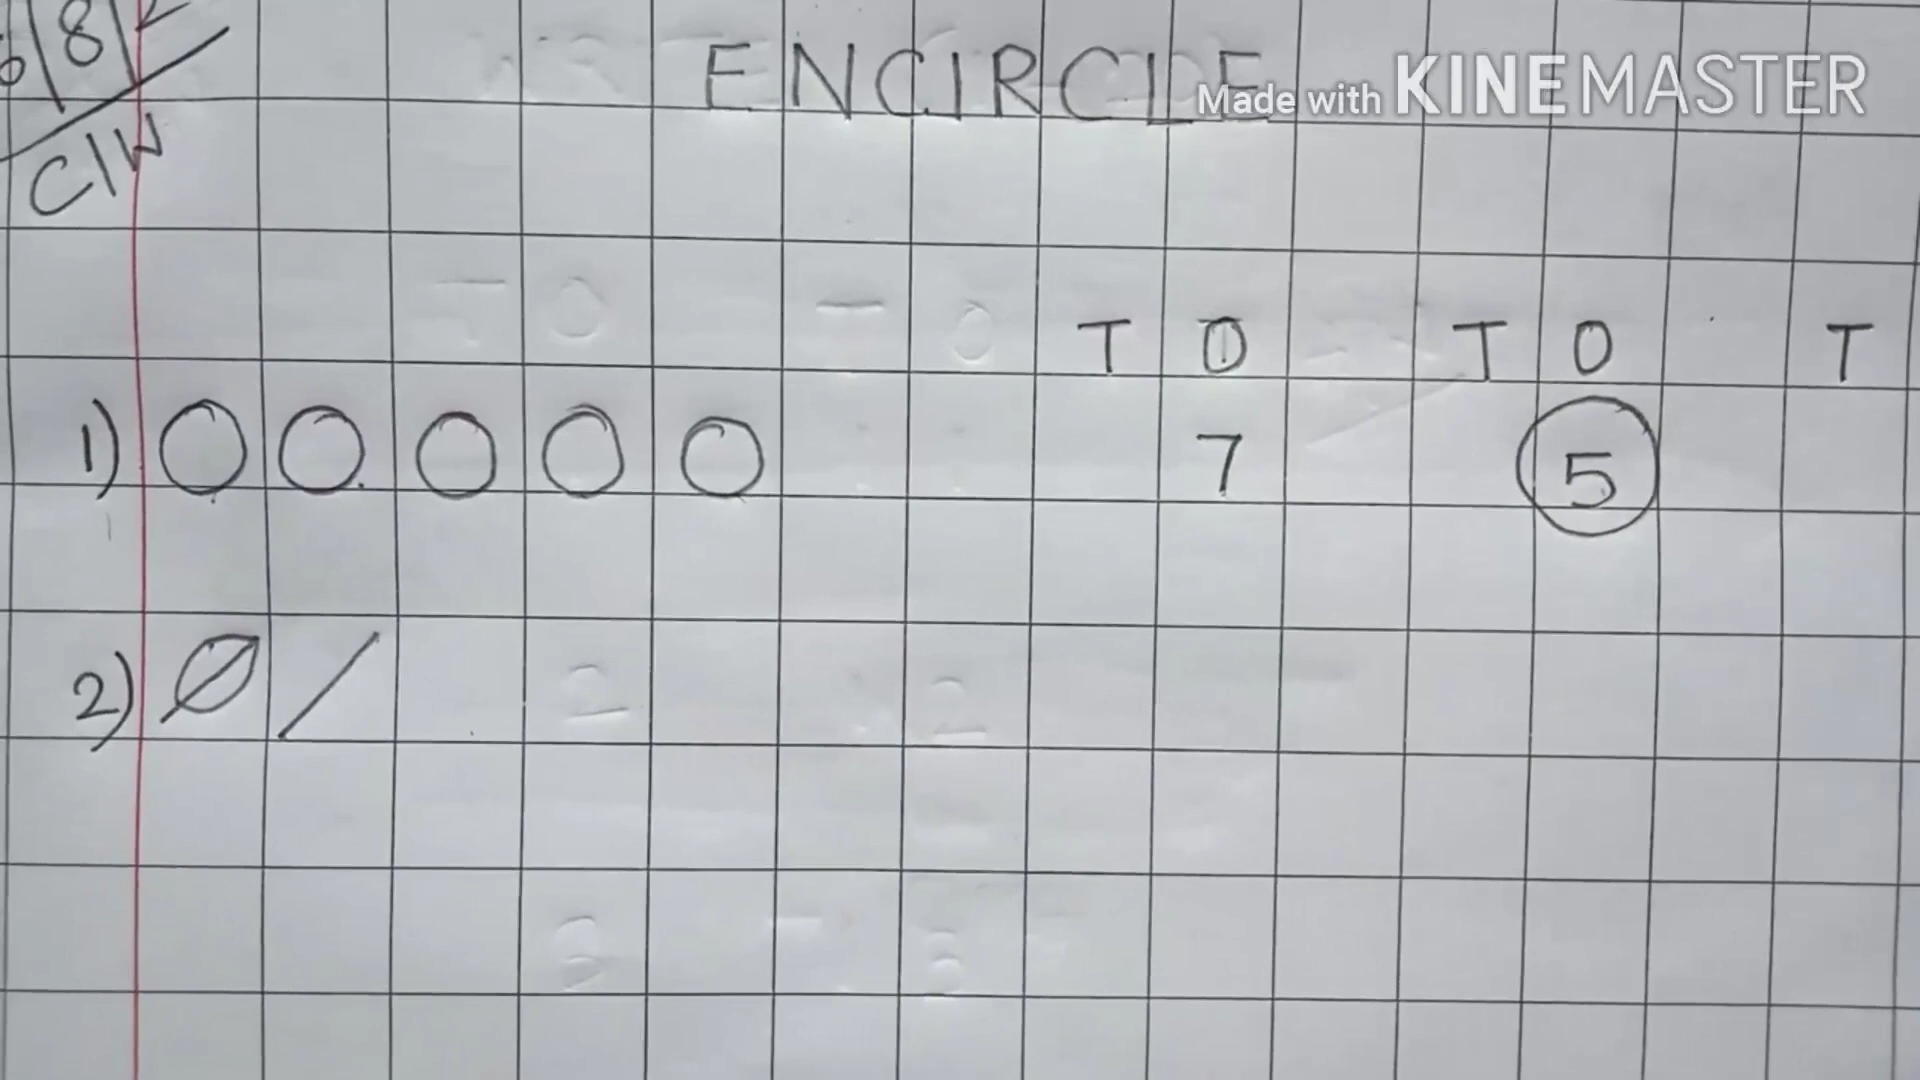 8
ENCIRCLE
Made with KINEMASTER
C/W
T O T O T
1) O O O O O 7 5
2) Ø /